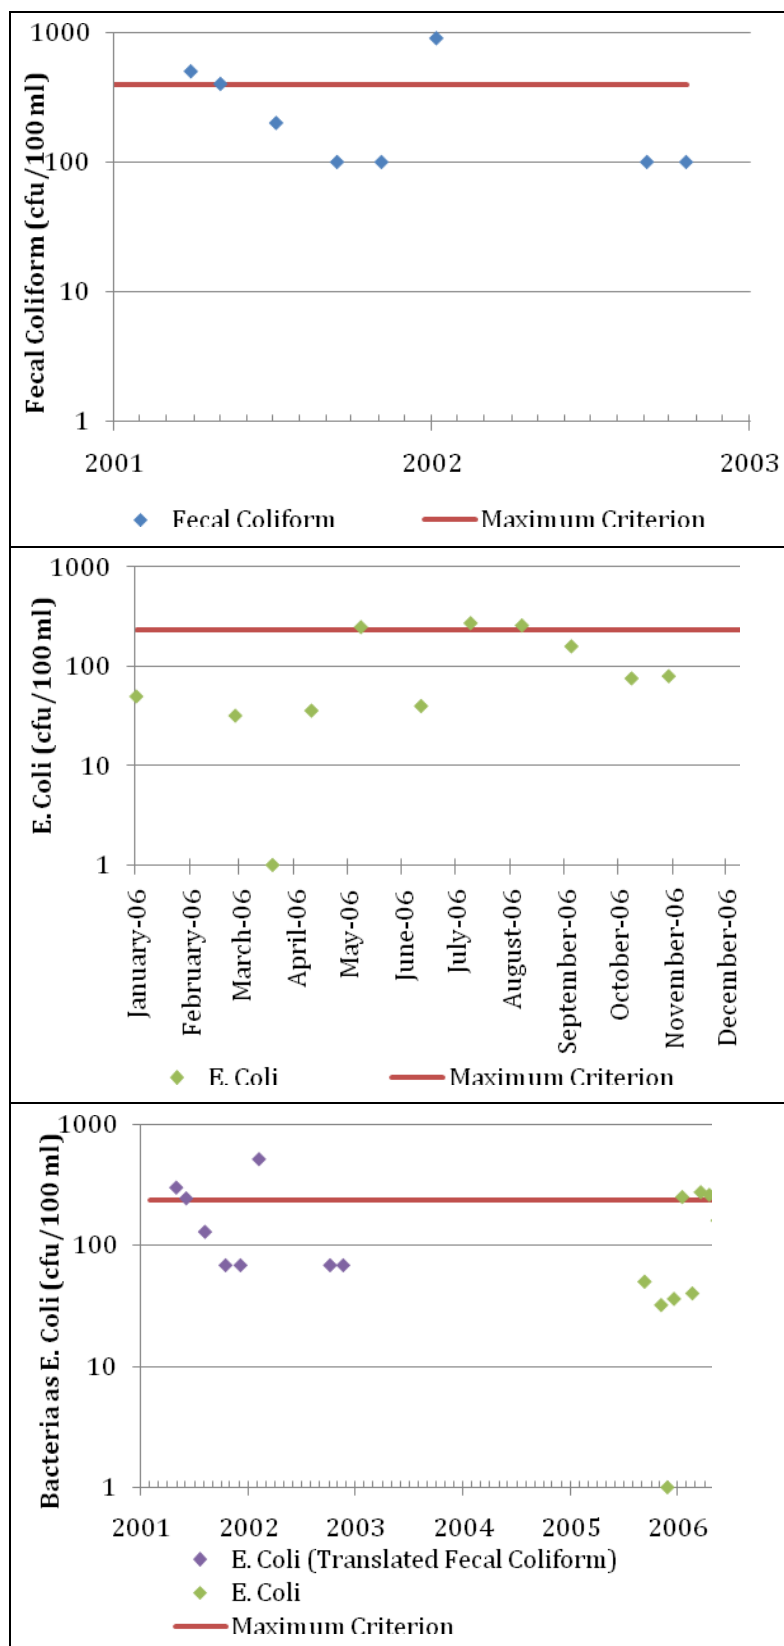 Fecal Coliform (cfu/100 ml)
1000
100
10
1
2001 2002 2003
Fecal Coliform Maximum Criterion
E. Coli (cfu/100 ml)
1000
100
10
1
January-06
February-06
March-06
April-06
May-06
June-06
July-06
August-06
September-06
October-06
November-06
December-06
E. Coli Maximum Criterion
Bacteria as E. Coli (cfu/100 ml)
1000
100
10
1
2001 2002 2003 2004 2005 2006
E. Coli (Translated Fecal Coliform)
E. Coli
Maximum Criterion